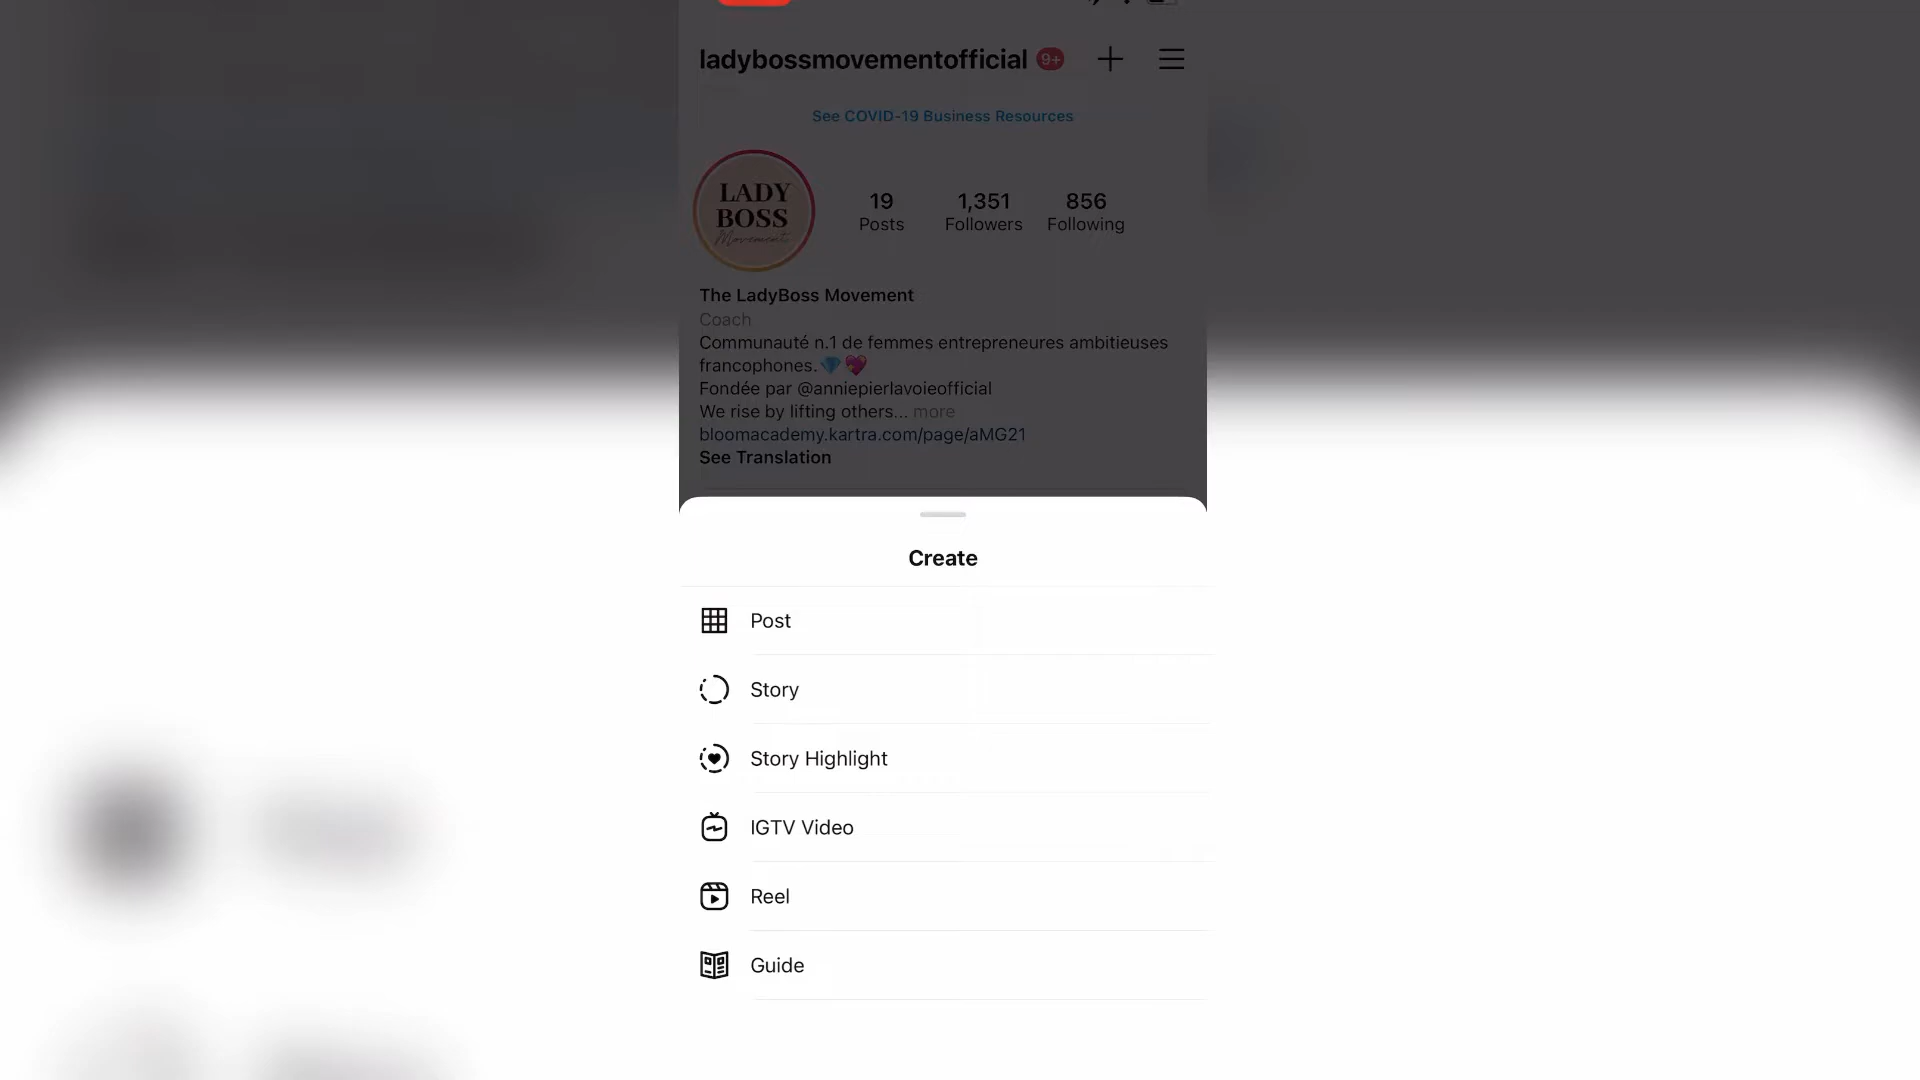 ladybossmovementofficial 9+
See COVID-19 Business Resources
LADY
BOSS
Movement
19
Posts
1,351
Followers
856
Following
The LadyBoss Movement
Coach
Communauté n.1 de femmes entrepreneures ambitieuses
francophones.💎💖
Fondée par @anniepierlavoieofficial
We rise by lifting others... more
bloomacademy.kartra.com/page/aMG21
See Translation
Create
Post
Story
Story Highlight
IGTV Video
Reel
Guide